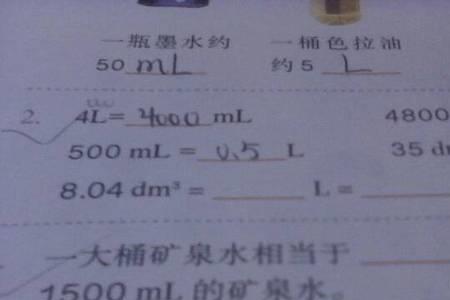 一瓶墨水约 一桶色拉油
50 mL 约 5 L
2. 4L= 4000 mL 4800
500 mL = 0.5 L 35 d
8.04 dm³ = L =
一大桶矿泉水相当于
1500 mL 的矿泉水。